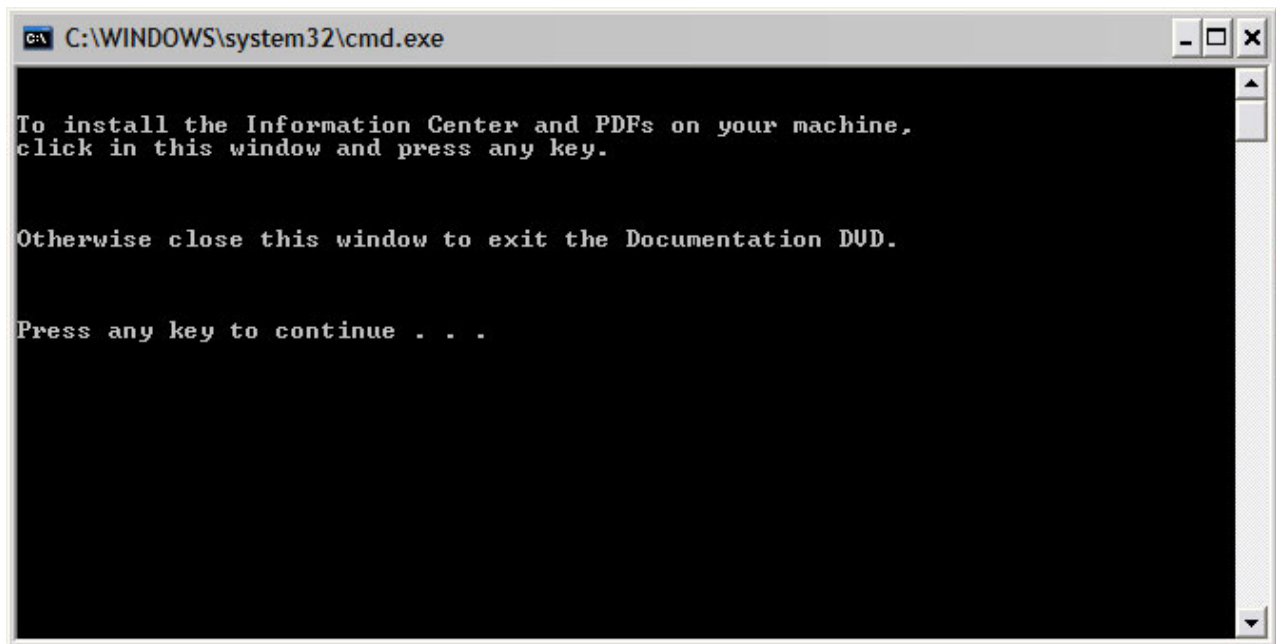 C:\WINDOWS\system32\cmd.exe
To install the Information Center and PDFs on your machine,
click in this window and press any key.
Otherwise close this window to exit the Documentation DVD.
Press any key to continue . . .